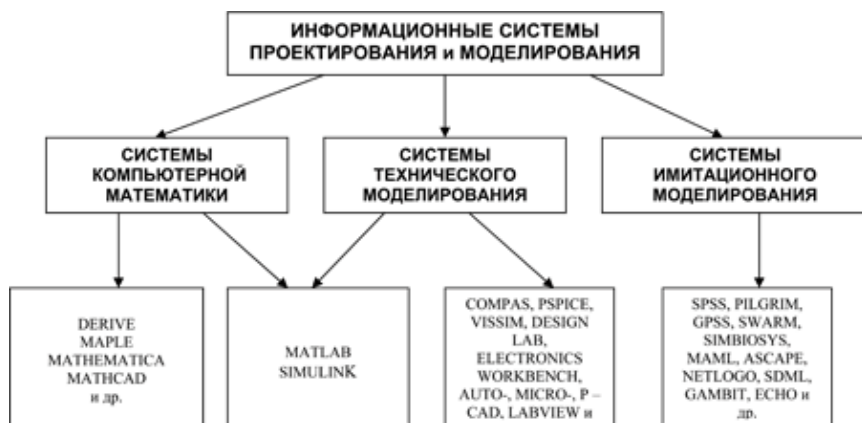 ИНФОРМАЦИОННЫЕ СИСТЕМЫ
ПРОЕКТИРОВАНИЯ и МОДЕЛИРОВАНИЯ
СИСТЕМЫ
КОМПЬЮТЕРНОЙ
МАТЕМАТИКИ
СИСТЕМЫ
ТЕХНИЧЕСКОГО
МОДЕЛИРОВАНИЯ
СИСТЕМЫ
ИМИТАЦИОННОГО
МОДЕЛИРОВАНИЯ
DERIVE
MAPLE
MATHEMATICA
MATHCAD
и др.
MATLAB
SIMULINK
COMPAS, PSPICE,
VISSIM, DESIGN
LAB,
ELECTRONICS
WORKBENCH,
AUTO-, MICRO-, P –
CAD, LABVIEW и
SPSS, PILGRIM,
GPSS, SWARM,
SIMBIOSYS,
MAML, ASCAPE,
NETLOGO, SDML,
GAMBIT, ECHO и
др.